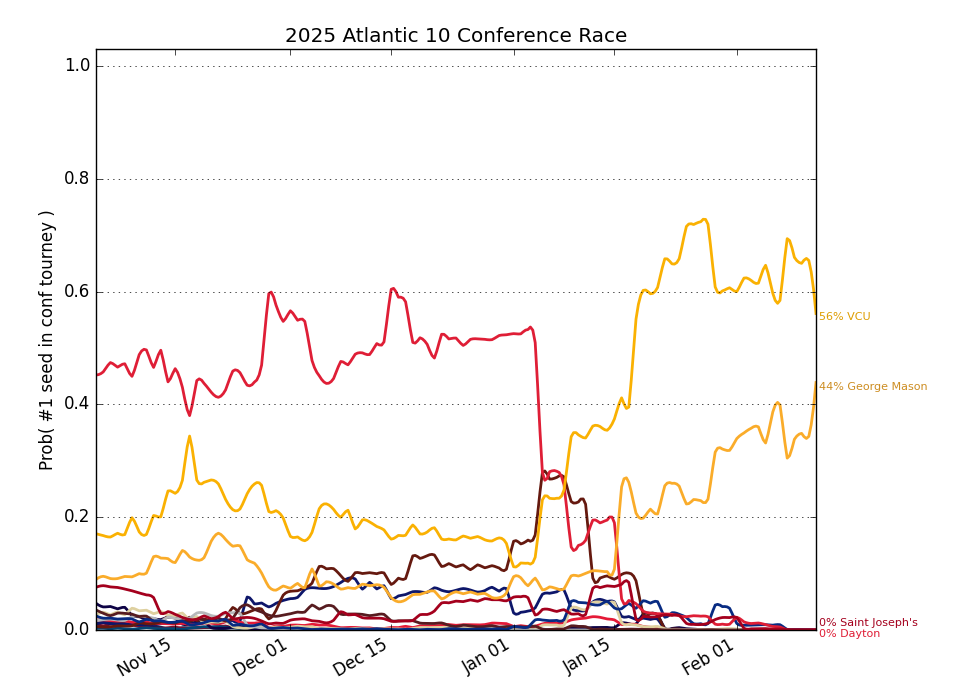 2025 Atlantic 10 Conference Race
Prob( #1 seed in conf tourney )
1.0
0.8
0.6
0.4
0.2
0.0
56% VCU
44% George Mason
0% Saint Joseph's
0% Dayton
Nov 15
Dec 01
Dec 15
Jan 01
Jan 15
Feb 01